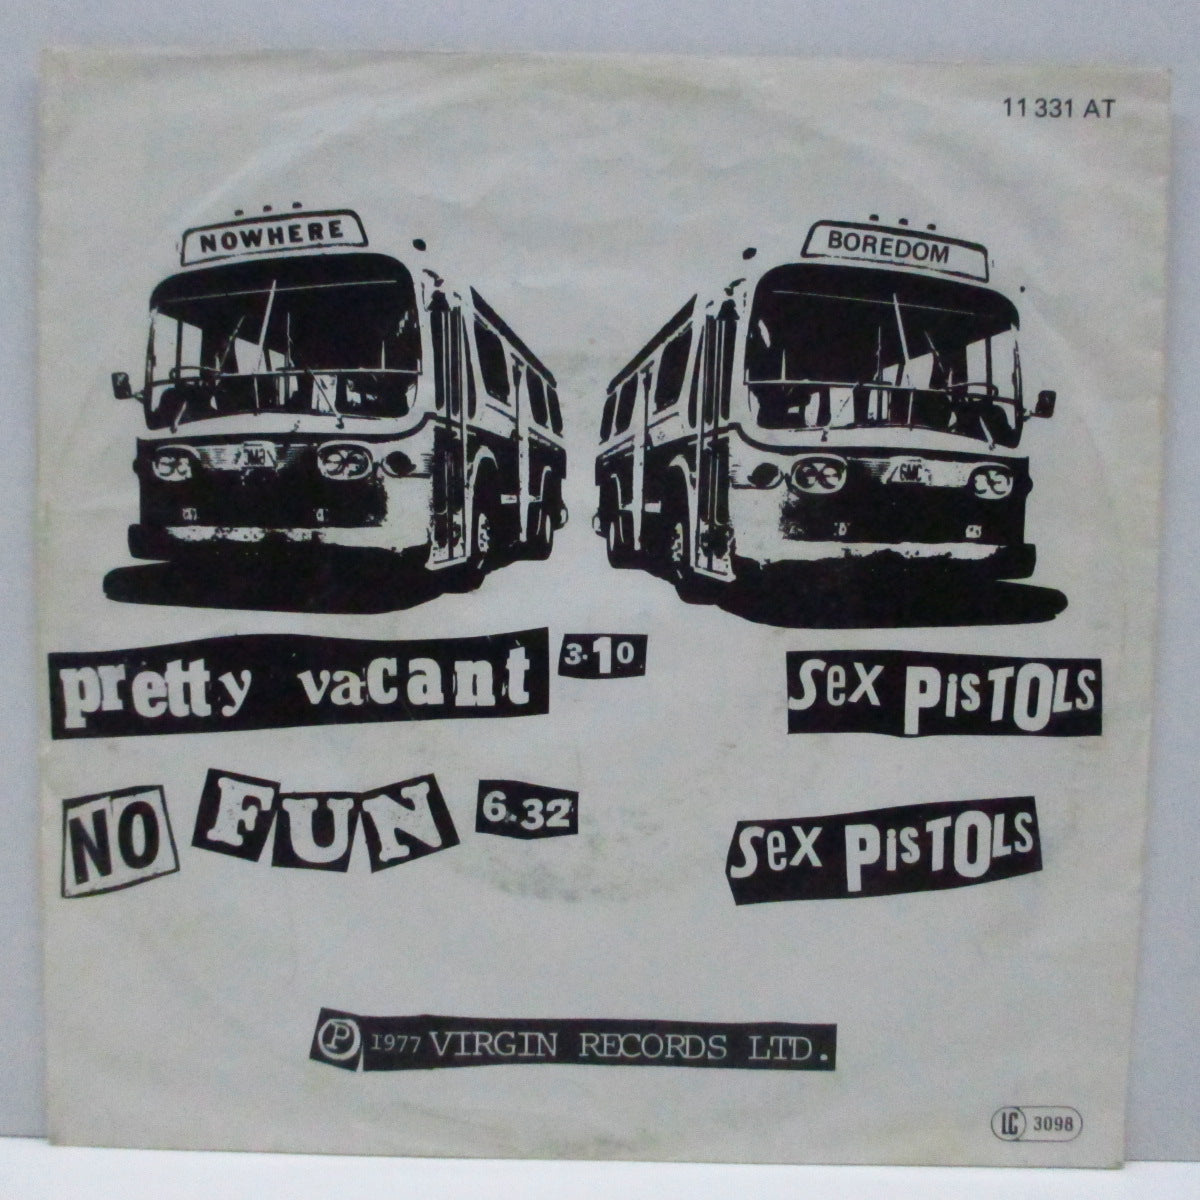 11 331 AT
NOWHERE
BOREDOM
GMC
pretty vacant 3.10 Sex PisTOLS
NO FUN 6.32 Sex PisTOLS
Ⓟ 1977 VIRGIN RECORDS LTD.
LC 3098